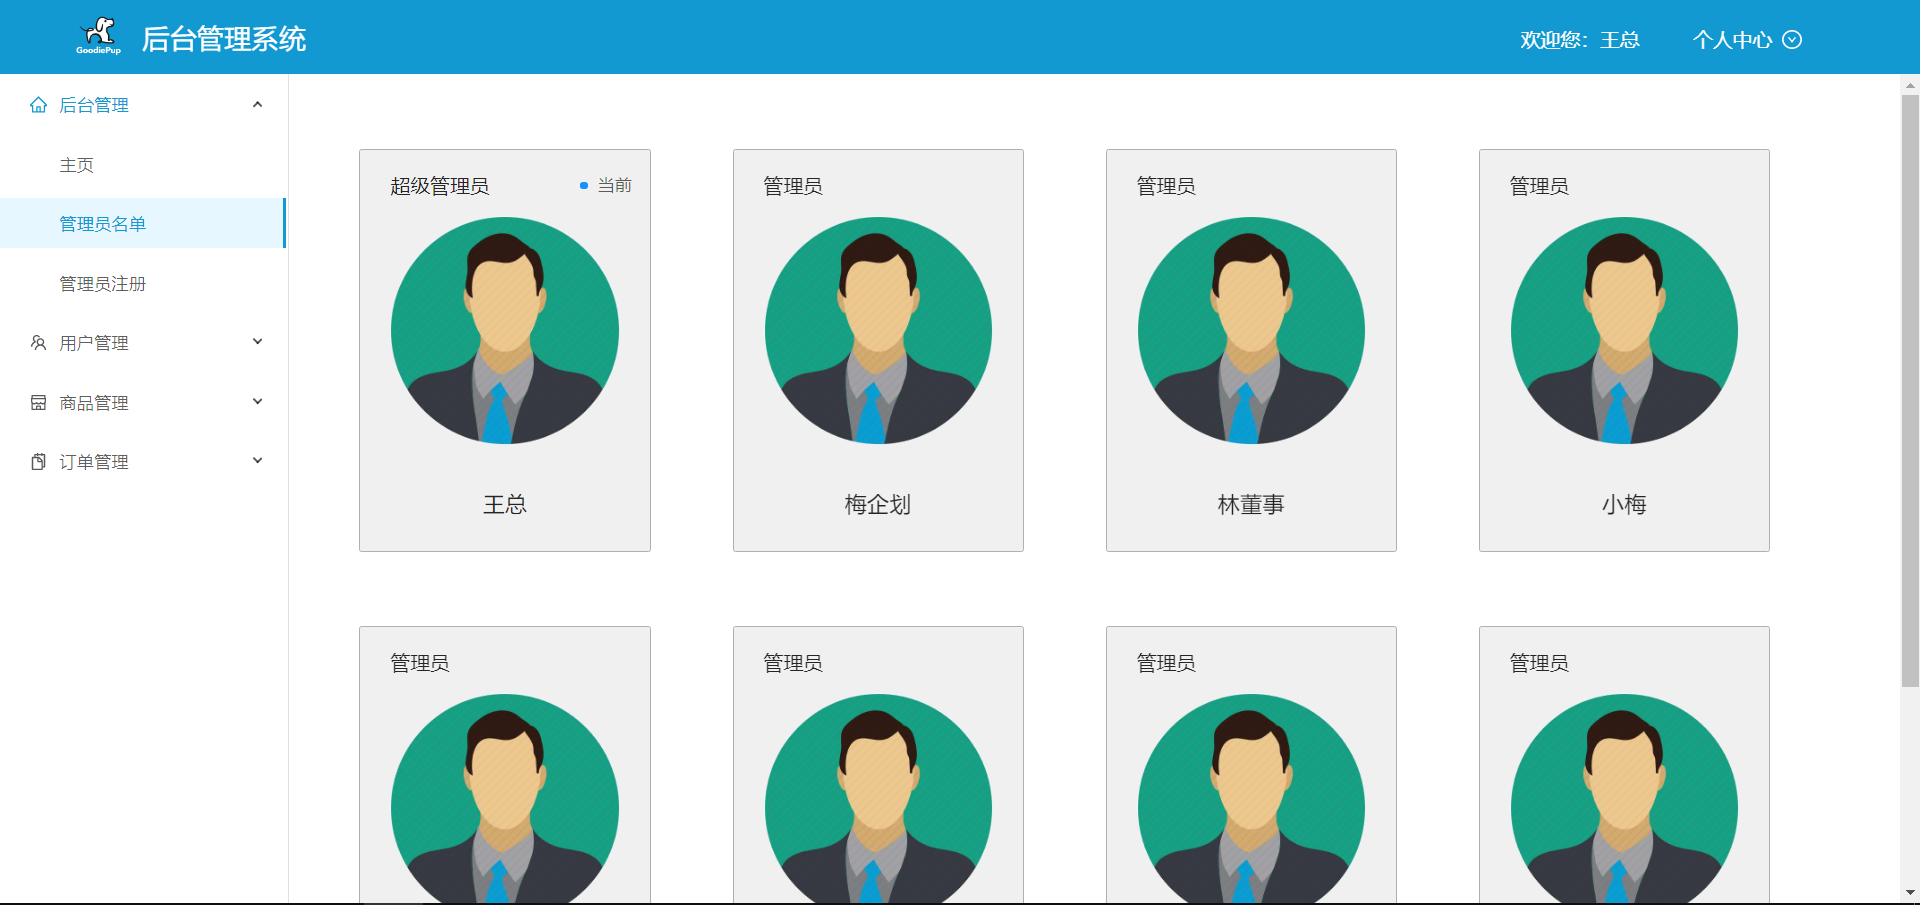 GoodiePup
后台管理系统
欢迎您：王总
个人中心
后台管理
主页
管理员名单
管理员注册
用户管理
商品管理
订单管理
超级管理员
当前
王总
管理员
梅企划
管理员
林董事
管理员
小梅
管理员
管理员
管理员
管理员